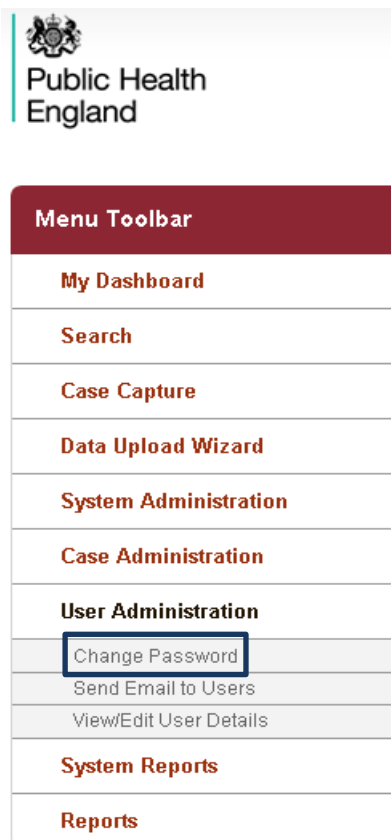 Public Health
England
Menu Toolbar
My Dashboard
Search
Case Capture
Data Upload Wizard
System Administration
Case Administration
User Administration
Change Password
Send Email to Users
View/Edit User Details
System Reports
Reports